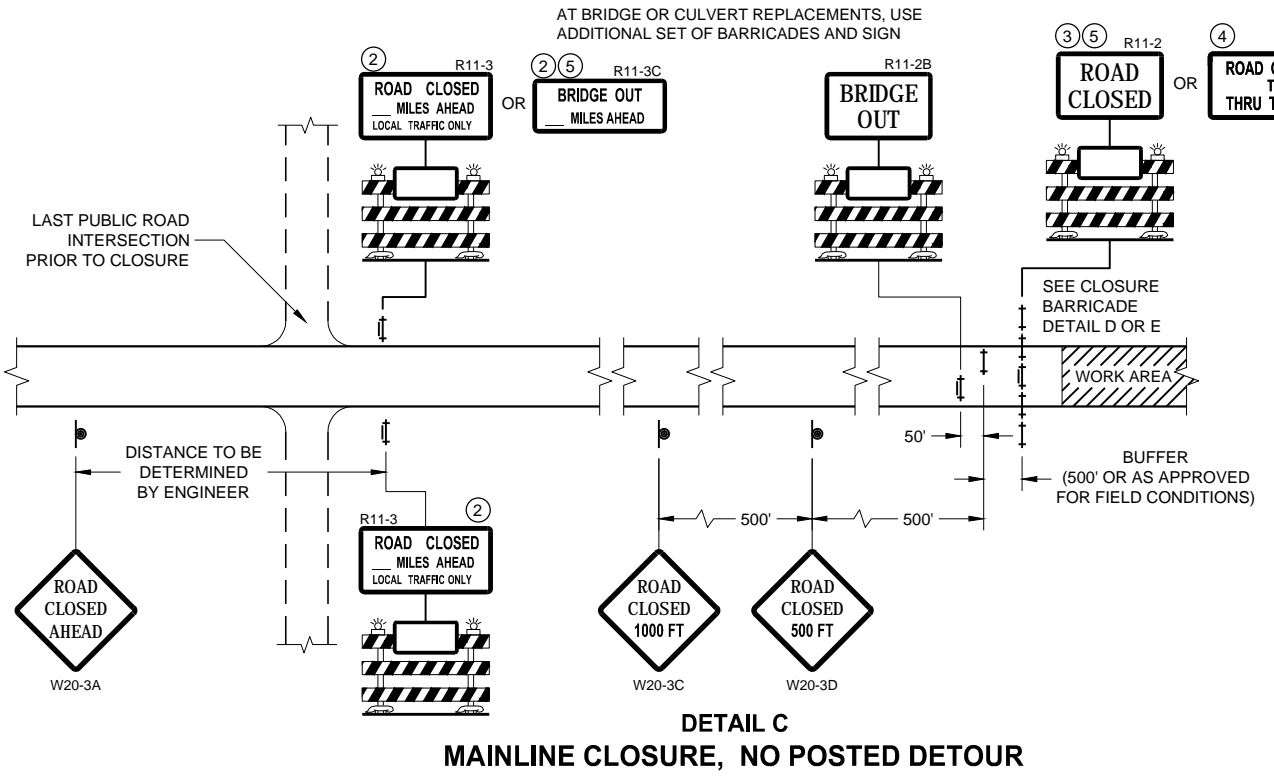 AT BRIDGE OR CULVERT REPLACEMENTS, USE
ADDITIONAL SET OF BARRICADES AND SIGN
2
R11-3
ROAD CLOSED
___ MILES AHEAD
LOCAL TRAFFIC ONLY
OR
2 5
R11-3C
BRIDGE OUT
___ MILES AHEAD
R11-2B
BRIDGE
OUT
3 5
R11-2
ROAD
CLOSED
OR
4
ROAD
THRU
LAST PUBLIC ROAD
INTERSECTION
PRIOR TO CLOSURE
SEE CLOSURE
BARRICADE
DETAIL D OR E
WORK AREA
50'
BUFFER
(500' OR AS APPROVED
FOR FIELD CONDITIONS)
DISTANCE TO BE
DETERMINED
BY ENGINEER
500'
500'
R11-3
2
ROAD CLOSED
___ MILES AHEAD
LOCAL TRAFFIC ONLY
ROAD
CLOSED
AHEAD
W20-3A
ROAD
CLOSED
1000 FT
W20-3C
ROAD
CLOSED
500 FT
W20-3D
DETAIL C
MAINLINE CLOSURE, NO POSTED DETOUR